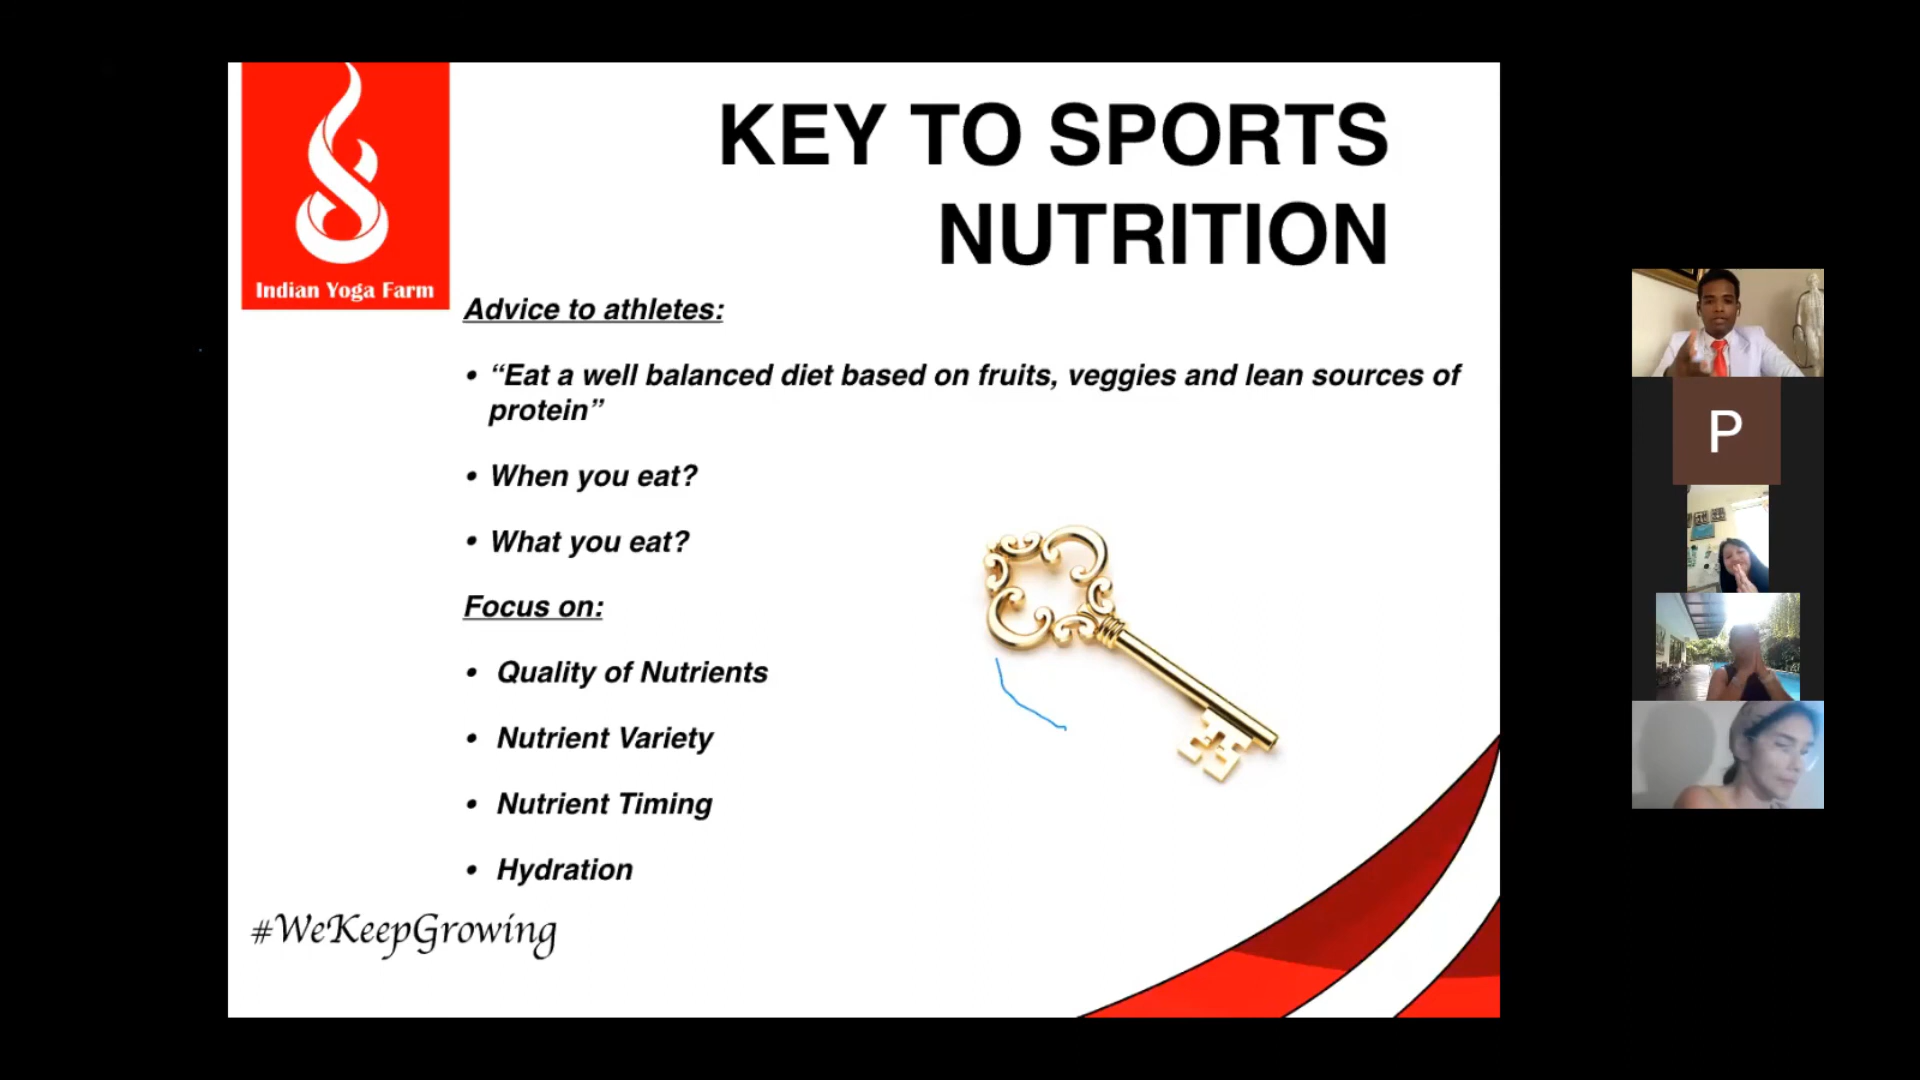 KEY TO SPORTS
NUTRITION
Indian Yoga Farm
Advice to athletes:
• “Eat a well balanced diet based on fruits, veggies and lean sources of
protein”
• When you eat?
• What you eat?
Focus on:
• Quality of Nutrients
• Nutrient Variety
• Nutrient Timing
• Hydration
#WeKeepGrowing
P